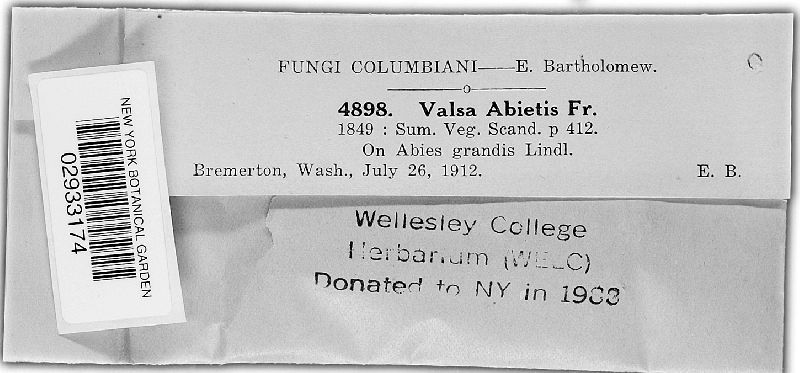 FUNGI COLUMBIANI——E. Bartholomew.
4898. Valsa Abietis Fr.
1849 : Sum. Veg. Scand. p 412.
On Abies grandis Lindl.
Bremerton, Wash., July 26, 1912. E. B.
NEW YORK BOTANICAL GARDEN
02933174
Wellesley College
Herbarium (WELC)
Donated to NY in